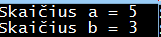 Skaičius a = 5
Skaičius b = 3